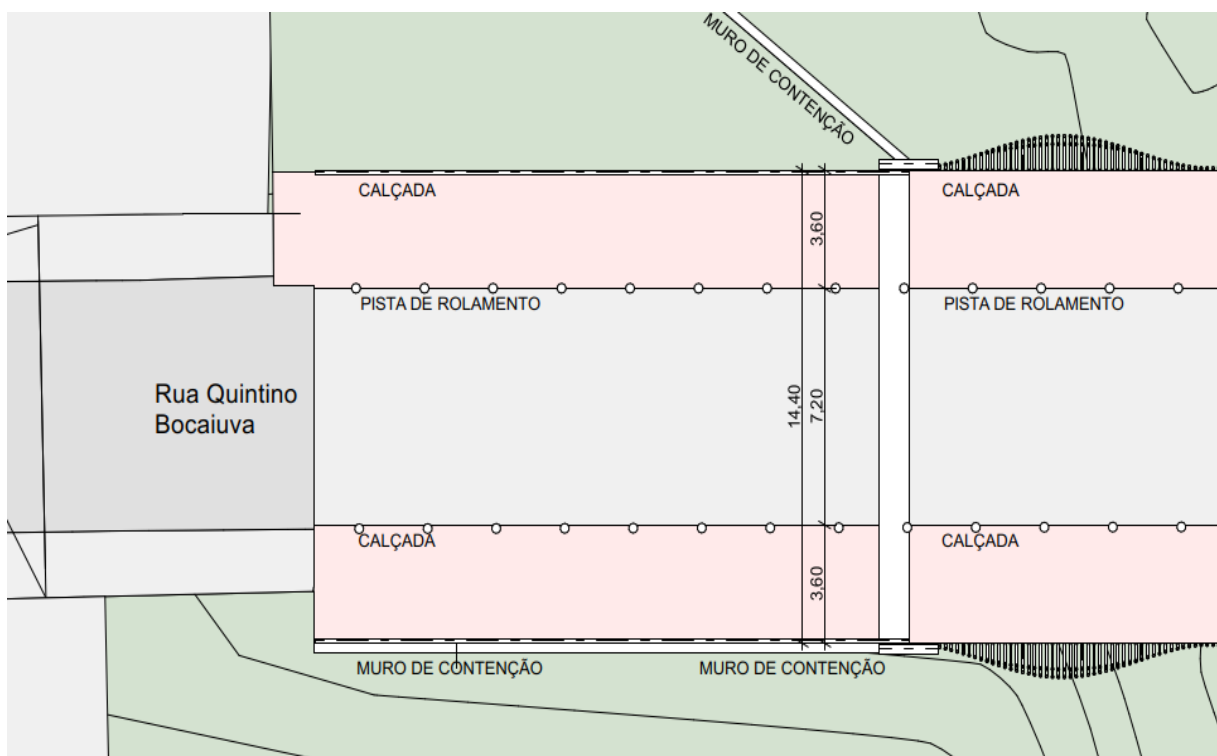 MURO DE CONTENÇÃO
CALÇADA
CALÇADA
3,60
PISTA DE ROLAMENTO
PISTA DE ROLAMENTO
Rua Quintino
Bocaiuva
14,40
7,20
CALÇADA
CALÇADA
3,60
MURO DE CONTENÇÃO
MURO DE CONTENÇÃO